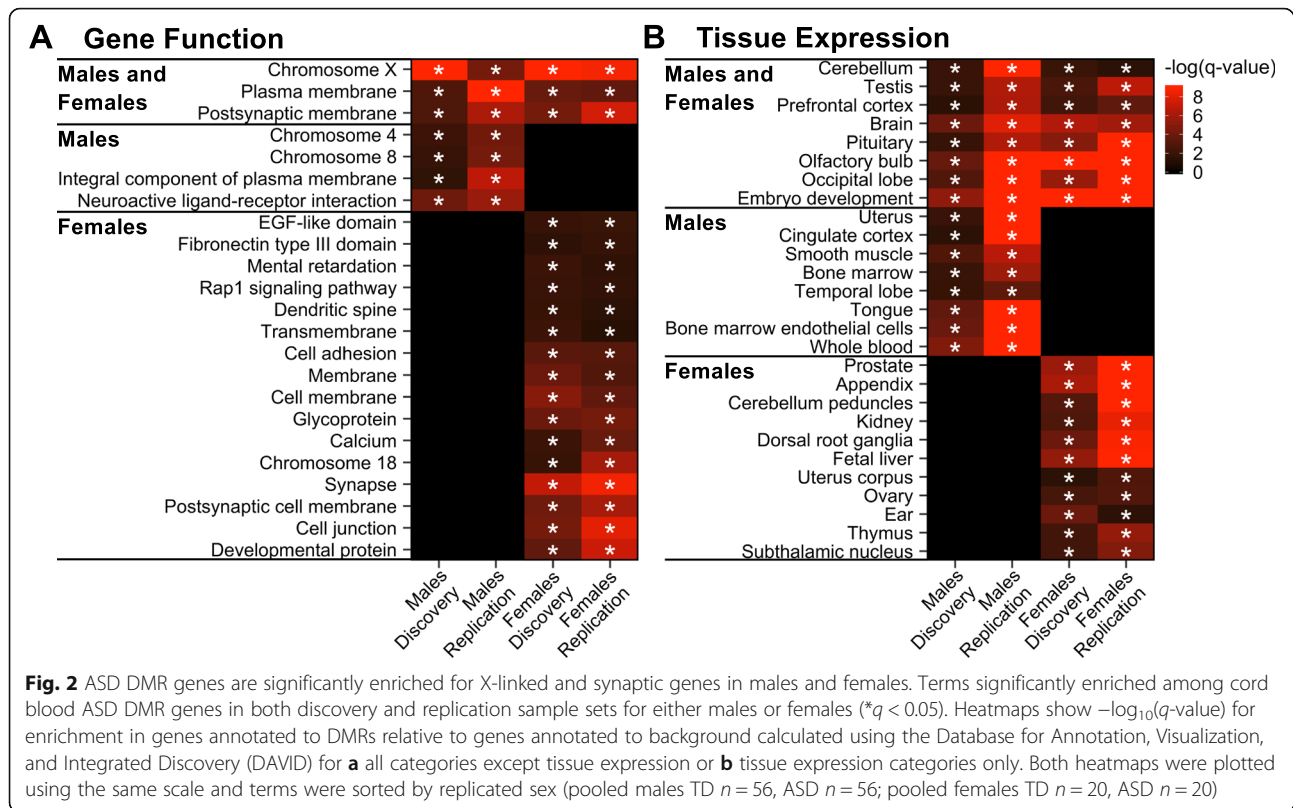 A Gene Function
Males and
Females
Chromosome X
Plasma membrane
Postsynaptic membrane
Males
Chromosome 4
Chromosome 8
Integral component of plasma membrane
Neuroactive ligand-receptor interaction
Females
EGF-like domain
Fibronectin type III domain
Mental retardation
Rap1 signaling pathway
Dendritic spine
Transmembrane
Cell adhesion
Membrane
Cell membrane
Glycoprotein
Calcium
Chromosome 18
Synapse
Postsynaptic cell membrane
Cell junction
Developmental protein
Males
Discovery
Males
Replication
Females
Discovery
Females
Replication
B Tissue Expression
Males and
Females
Cerebellum
Testis
Prefrontal cortex
Brain
Pituitary
Olfactory bulb
Occipital lobe
Embryo development
Males
Uterus
Cingulate cortex
Smooth muscle
Bone marrow
Temporal lobe
Tongue
Bone marrow endothelial cells
Whole blood
Females
Prostate
Appendix
Cerebellum peduncles
Kidney
Dorsal root ganglia
Fetal liver
Uterus corpus
Ovary
Ear
Thymus
Subthalamic nucleus
Males
Discovery
Males
Replication
Females
Discovery
Females
Replication
-log(q-value)
8
6
4
2
0
Fig. 2 ASD DMR genes are significantly enriched for X-linked and synaptic genes in males and females. Terms significantly enriched among cord
blood ASD DMR genes in both discovery and replication sample sets for either males or females (*q < 0.05). Heatmaps show −log₁₀(q-value) for
enrichment in genes annotated to DMRs relative to genes annotated to background calculated using the Database for Annotation, Visualization,
and Integrated Discovery (DAVID) for a all categories except tissue expression or b tissue expression categories only. Both heatmaps were plotted
using the same scale and terms were sorted by replicated sex (pooled males TD n = 56, ASD n = 56; pooled females TD n = 20, ASD n = 20)